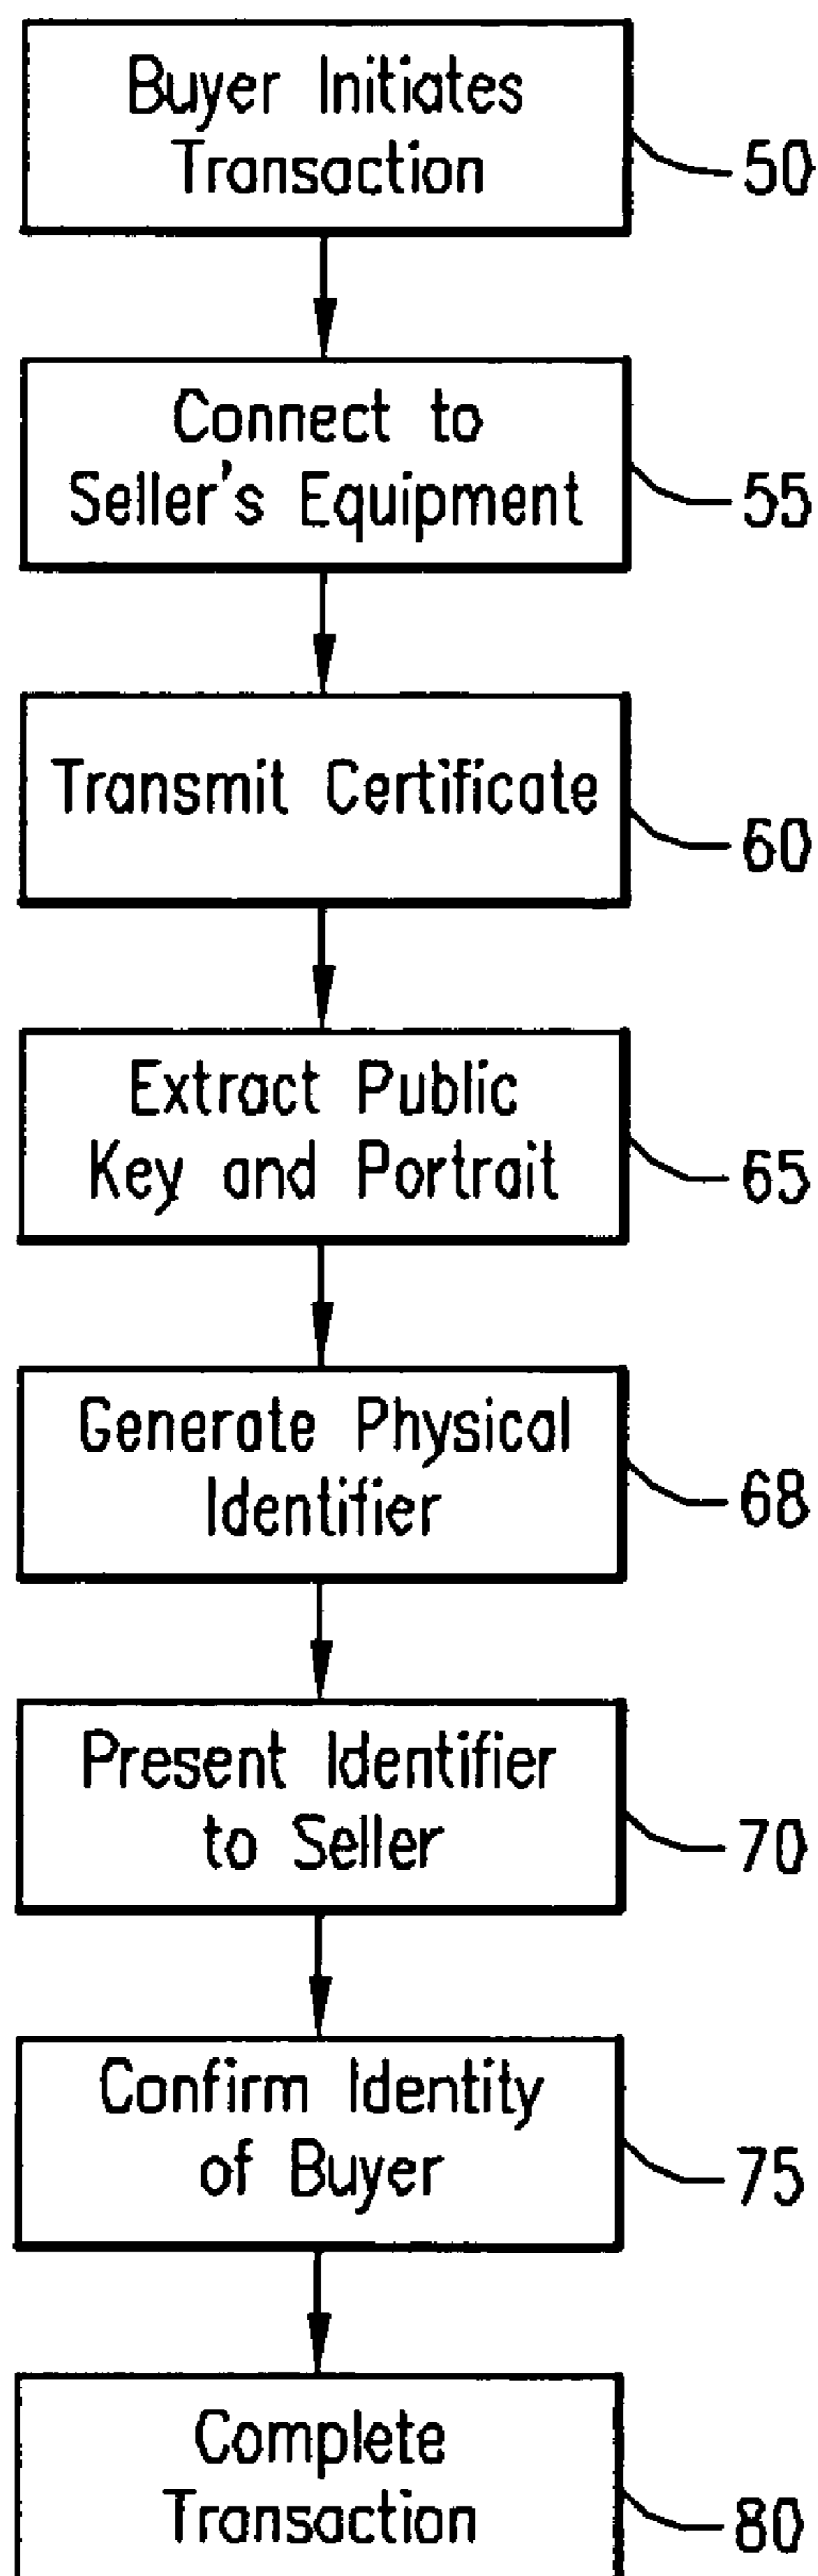 Buyer Initiates
Transaction
50
Connect to
Seller's Equipment
55
Transmit Certificate
60
Extract Public
Key and Portrait
65
Generate Physical
Identifier
68
Present Identifier
to Seller
70
Confirm Identity
of Buyer
75
Complete
Transaction
80